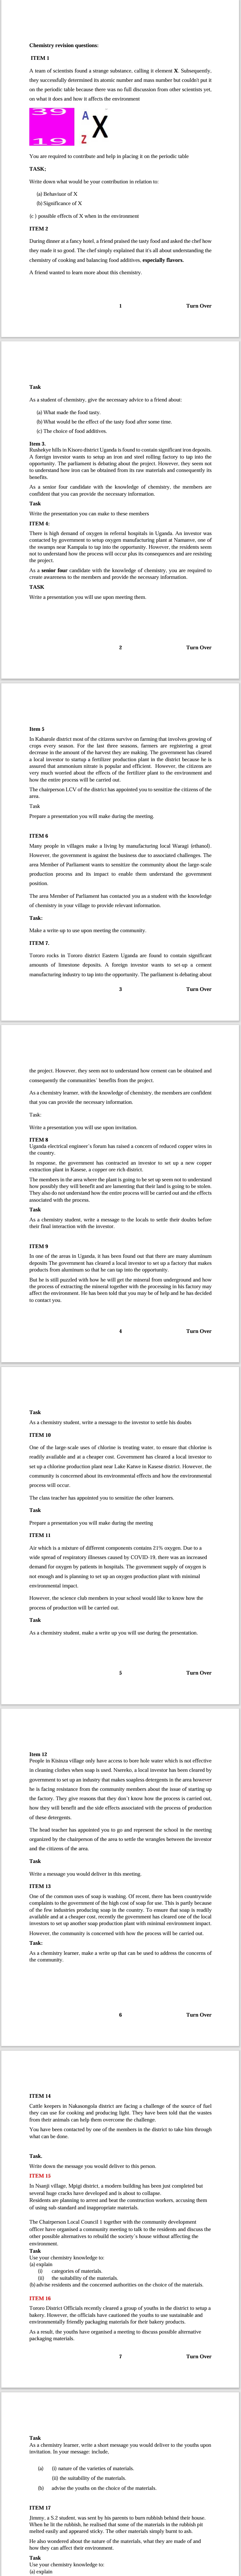 Chemistry revision questions:
ITEM 1
A team of scientists found a strange substance, calling it element X. Subsequently,
they successfully determined its atomic number and mass number but couldn't put it
on the periodic table because there was no full discussion from other scientists yet,
on what it does and how it affects the environment
39
19
A
X
Z
You are required to contribute and help in placing it on the periodic table
TASK;
Write down what would be your contribution in relation to:
(a) Behaviour of X
(b) Significance of X
(c ) possible effects of X when in the environment
ITEM 2
During dinner at a fancy hotel, a friend praised the tasty food and asked the chef how
they made it so good. The chef simply explained that it's all about understanding the
chemistry of cooking and balancing food additives, especially flavors.
A friend wanted to learn more about this chemistry.
1 Turn Over
Task
As a student of chemistry, give the necessary advice to a friend about:
(a) What made the food tasty.
(b) What would be the effect of the tasty food after some time.
(c) The choice of food additives.
Item 3.
Rushekye hills in Kisoro district Uganda is found to contain significant iron deposits.
A foreign investor wants to setup an iron and steel rolling factory to tap into the
opportunity. The parliament is debating about the project. However, they seem not
to understand how iron can be obtained from its raw materials and consequently its
benefits.
As a senior four candidate with the knowledge of chemistry, the members are
confident that you can provide the necessary information.
Task
Write the presentation you can make to these members
ITEM 4:
There is high demand of oxygen in referral hospitals in Uganda. An investor was
contacted by government to setup oxygen manufacturing plant at Namanve, one of
the swamps near Kampala to tap into the opportunity. However, the residents seem
not to understand how the process will occur plus its consequences and are resisting
the project.
As a senior four candidate with the knowledge of chemistry, you are required to
create awareness to the members and provide the necessary information.
TASK
Write a presentation you will use upon meeting them.
2 Turn Over
Item 5
In Kabarole district most of the citizens survive on farming that involves growing of
crops every season. For the last three seasons, farmers are registering a great
decrease in the amount of the harvest they are making. The government has cleared
a local investor to startup a fertilizer production plant in the district because he is
assured that ammonium nitrate is popular and efficient. However, the citizens are
very much worried about the effects of the fertilizer plant to the environment and
how the entire process will be carried out.
The chairperson LCV of the district has appointed you to sensitize the citizens of the
area.
Task
Prepare a presentation you will make during the meeting.
ITEM 6
Many people in villages make a living by manufacturing local Waragi (ethanol).
However, the government is against the business due to associated challenges. The
area Member of Parliament wants to sensitize the community about the large scale
production process and its impact to enable them understand the government
position.
The area Member of Parliament has contacted you as a student with the knowledge
of chemistry in your village to provide relevant information.
Task:
Make a write up to use upon meeting the community.
ITEM 7.
Tororo rocks in Tororo district Eastern Uganda are found to contain significant
amounts of limestone deposits. A foreign investor wants to set-up a cement
manufacturing industry to tap into the opportunity. The parliament is debating about
3 Turn Over
the project. However, they seem not to understand how cement can be obtained and
consequently the communities' benefits from the project.
As a chemistry learner, with the knowledge of chemistry, the members are confident
that you can provide the necessary information.
Task:
Write a presentation you will use upon invitation.
ITEM 8
Uganda electrical engineer's forum has raised a concern of reduced copper wires in
the country.
In response, the government has contracted an investor to set up a new copper
extraction plant in Kasese, a copper ore rich district.
The members in the area where the plant is going to be set up seem not to understand
how possibly they will benefit and are lamenting that their land is going to be stolen.
They also do not understand how the entire process will be carried out and the effects
associated with the process.
Task
As a chemistry student, write a message to the locals to settle their doubts before
their final interaction with the investor.
ITEM 9
In one of the areas in Uganda, it has been found out that there are many aluminum
deposits The government has cleared a local investor to set up a factory that makes
products from aluminum so that he can tap into the opportunity.
But he is still puzzled with how he will get the mineral from underground and how
the process of extracting the mineral together with the processing in his factory may
affect the environment. He has been told that you may be of help and he has decided
to contact you.
4 Turn Over
Task
As a chemistry student, write a message to the investor to settle his doubts
ITEM 10
One of the large-scale uses of chlorine is treating water, to ensure that chlorine is
readily available and at a cheaper cost. Government has cleared a local investor to
set up a chlorine production plant near Lake Katwe in Kasese district. However, the
community is concerned about its environmental effects and how the environmental
process will occur.
The class teacher has appointed you to sensitize the other learners.
Task
Prepare a presentation you will make during the meeting
ITEM 11
Air which is a mixture of different components contains 21% oxygen. Due to a
wide spread of respiratory illnesses caused by COVID-19, there was an increased
demand for oxygen by patients in hospitals. The government supply of oxygen is
not enough and is planning to set up an oxygen production plant with minimal
environmental impact.
However, the science club members in your school would like to know how the
process of production will be carried out.
Task
As a chemistry student, make a write up you will use during the presentation.
5 Turn Over
Item 12
People in Kisinza village only have access to bore hole water which is not effective
in cleaning clothes when soap is used. Nsereko, a local investor has been cleared by
government to set up an industry that makes soapless detergents in the area however
he is facing resistance from the community members about the issue of starting up
the factory. They give reasons that they don't know how the process is carried out,
how they will benefit and the side effects associated with the process of production
of these detergents.
The head teacher has appointed you to go and represent the school in the meeting
organized by the chairperson of the area to settle the wrangles between the investor
and the citizens of the area.
Task
Write a message you would deliver in this meeting.
ITEM 13
One of the common uses of soap is washing. Of recent, there has been countrywide
complaints to the government of the high cost of soap for use. This is partly because
of the few industries producing soap in the country. To ensure that soap is readily
available and at a cheaper cost, recently the government has cleared one of the local
investors to set up another soap production plant with minimal environment impact.
However, the community is concerned with how the process will be carried out.
Task:
As a chemistry learner, make a write up that can be used to address the concerns of
the community.
6 Turn Over
ITEM 14
Cattle keepers in Nakasongola district are facing a challenge of the source of fuel
they can use for cooking and producing light. They have been told that the wastes
from their animals can help them overcome the challenge.
You have been contacted by one of the members in the district to take him through
what can be done.
Task.
Write down the message you would deliver to this person.
ITEM 15
In Nsanji village, Mpigi district, a modern building has been just completed but
several huge cracks have developed and is about to collapse.
Residents are planning to arrest and hear the construction workers, accusing them
of using sub-standard and inappropriate materials.
The Chairperson Local Council 1 together with the community development
officer have organised a community meeting to talk to the residents and discuss the
other possible alternatives to rebuild the society's house without affecting the
environment.
Task
Use your chemistry knowledge to:
(a) explain
(i) categories of materials.
(ii) the suitability of the materials.
(b) advise residents and the concerned authorities on the choice of materials.
ITEM 16
Tororo District Officials recently cleared a group of youths in the district to setup a
bakery. However, the officials have cautioned the youths to use sustainable and
environmentally friendly packaging materials for their bakery products.
As a result, the youths have organised a meeting to discuss possible alternative
packaging materials.
7 Turn Over
Task
As a chemistry learner, write a short message you would deliver to the youths upon
invitation. In your message: include,
(a) (i) nature of the varieties of materials.
(ii) the suitability of the materials.
(b) advise the youths on the choice of the materials.
ITEM 17
Jimmy, a S.2 student, was sent by his parents to burn rubbish behind their house.
When he lit the rubbish, he realised that some of the materials in the rubbish pit
melted easily and appeared sticky. The other materials simply burnt to ash.
He also wondered about the nature of the materials, what they are made of and
how they can affect their environment.
Task
Use your chemistry knowledge to:
(a) explain